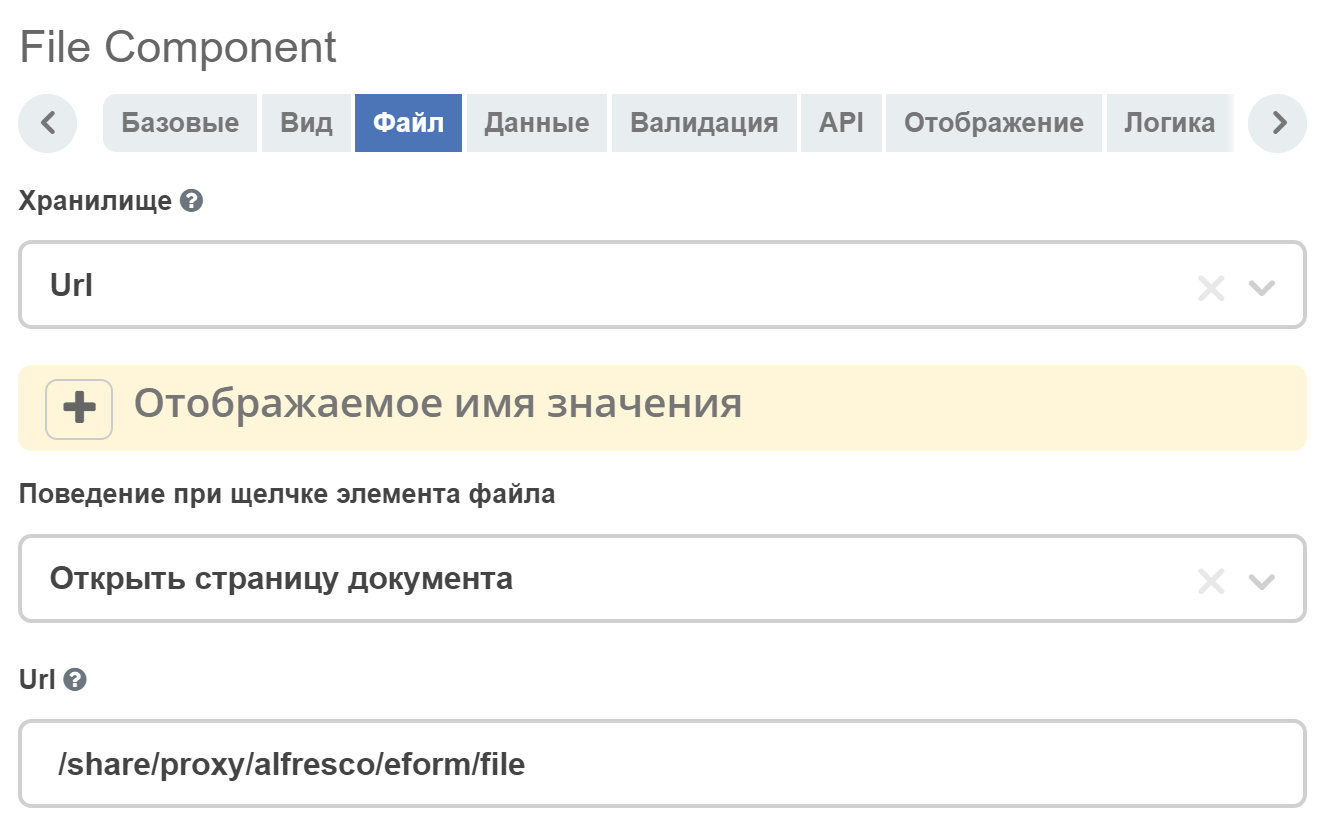 File Component
Базовые Вид Файл Данные Валидация API Отображение Логика
Хранилище
Url
Отображаемое имя значения
Поведение при щелчке элемента файла
Открыть страницу документа
Url
/share/proxy/alfresco/eform/file